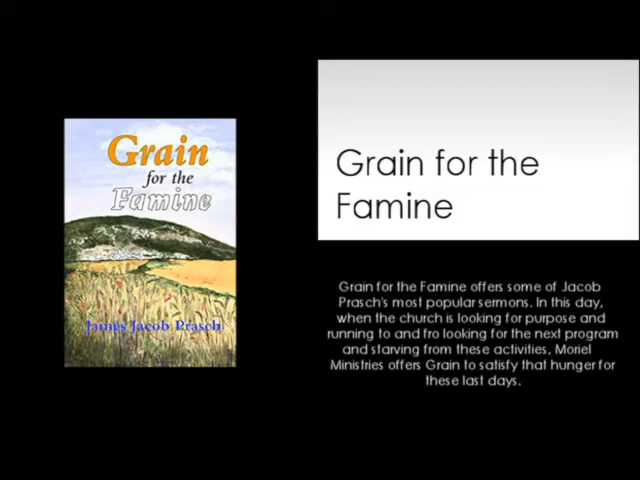 Grain
for the
Famine
James Jacob Prasch
Grain for the
Famine
Grain for the Famine offers some of Jacob
Prasch's most popular sermons. In this day,
when the church is looking for purpose and
running to and fro looking for the next program
and starving from these activities, Moriel
Ministries offers Grain to satisfy that hunger for
these last days.